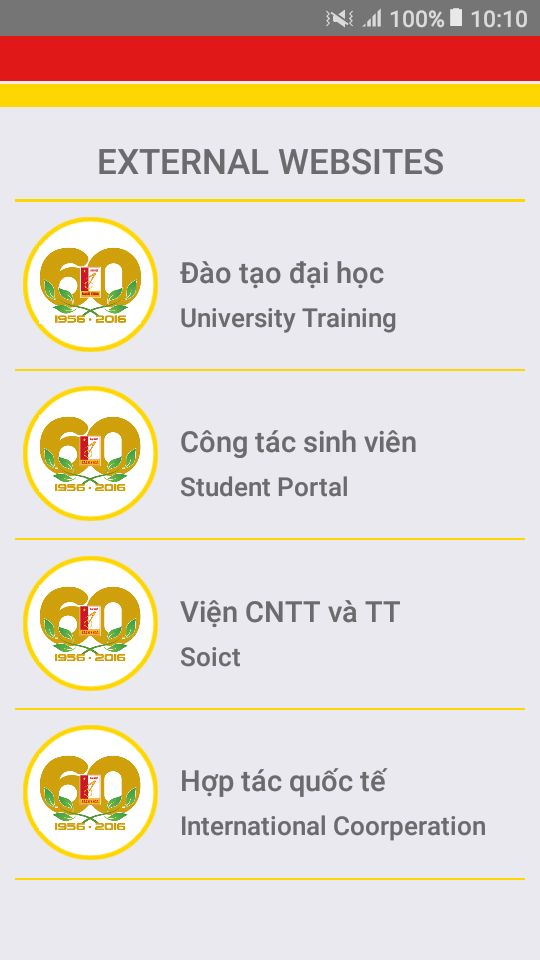 100% 10:10
EXTERNAL WEBSITES
60
1956 - 2016
Đào tạo đại học
University Training
60
1956 - 2016
Công tác sinh viên
Student Portal
60
1956 - 2016
Viện CNTT và TT
Soict
60
1956 - 2016
Hợp tác quốc tế
International Coorperation